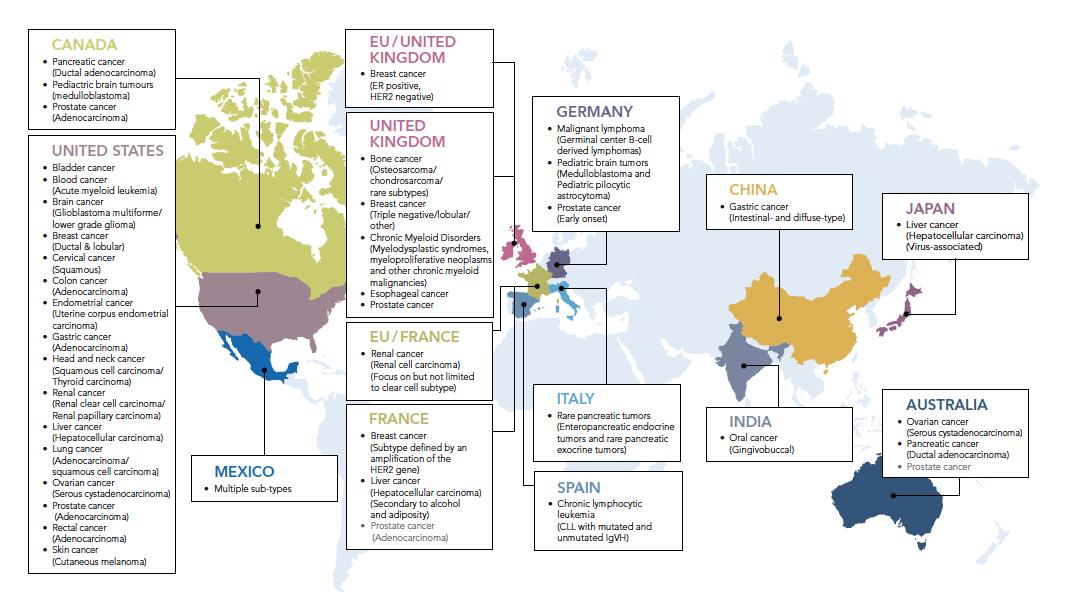 CANADA
• Pancreatic cancer
(Ductal adenocarcinoma)
• Pediactric brain tumours
(medulloblastoma)
• Prostate cancer
(Adenocarcinoma)
UNITED STATES
• Bladder cancer
• Blood cancer
(Acute myeloid leukemia)
• Brain cancer
(Glioblastoma multiforme/
lower grade glioma)
• Breast cancer
(Ductal & lobular)
• Cervical cancer
(Squamous)
• Colon cancer
(Adenocarcinoma)
• Endometrial cancer
(Uterine corpus endometrial
carcinoma)
• Gastric cancer
(Adenocarcinoma)
• Head and neck cancer
(Squamous cell carcinoma/
Thyroid carcinoma)
• Renal cancer
(Renal clear cell carcinoma/
Renal papillary carcinoma)
• Liver cancer
(Hepatocellular carcinoma)
• Lung cancer
(Adenocarcinoma/
squamous cell carcinoma)
• Ovarian cancer
(Serous cystadenocarcinoma)
• Prostate cancer
(Adenocarcinoma)
• Rectal cancer
(Adenocarcinoma)
• Skin cancer
(Cutaneous melanoma)
MEXICO
• Multiple sub-types
EU / UNITED
KINGDOM
• Breast cancer
(ER positive,
HER2 negative)
UNITED
KINGDOM
• Bone cancer
(Osteosarcoma/
chondrosarcoma/
rare subtypes)
• Breast cancer
(Triple negative/lobular/
other)
• Chronic Myeloid Disorders
(Myelodysplastic syndromes,
myeloproliferative neoplasms
and other chronic myeloid
malignancies)
• Esophageal cancer
• Prostate cancer
EU / FRANCE
• Renal cancer
(Renal cell carcinoma)
(Focus on but not limited
to clear cell subtype)
FRANCE
• Breast cancer
(Subtype defined by an
amplification of the
HER2 gene)
• Liver cancer
(Hepatocellular carcinoma)
(Secondary to alcohol
and adiposity)
• Prostate cancer
(Adenocarcinoma)
GERMANY
• Malignant lymphoma
(Germinal center B-cell
derived lymphomas)
• Pediatric brain tumors
(Medulloblastoma and
Pediatric pilocytic
astrocytoma)
• Prostate cancer
(Early onset)
ITALY
• Rare pancreatic tumors
(Enteropancreatic endocrine
tumors and rare pancreatic
exocrine tumors)
SPAIN
• Chronic lymphocytic
leukemia
(CLL with mutated and
unmutated IgVH)
CHINA
• Gastric cancer
(Intestinal- and diffuse-type)
JAPAN
• Liver cancer
(Hepatocellular carcinoma)
(Virus-associated)
INDIA
• Oral cancer
(Gingivobuccal)
AUSTRALIA
• Ovarian cancer
(Serous cystadenocarcinoma)
• Pancreatic cancer
(Ductal adenocarcinoma)
• Prostate cancer